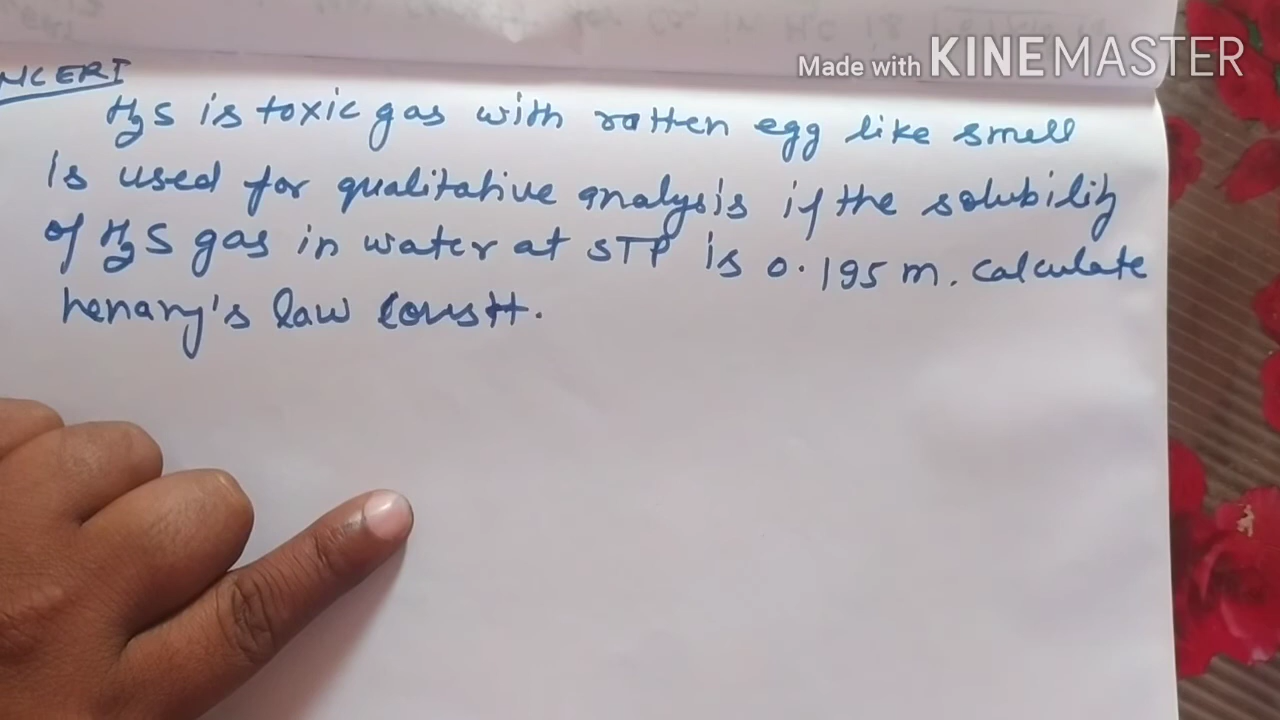 Made with KINEMASTER
NCERT
H2S is toxic gas with rotten egg like smell
is used for qualitative analysis if the solubility
of H2S gas in water at STP is 0.195 m. calculate
henary's law constt.